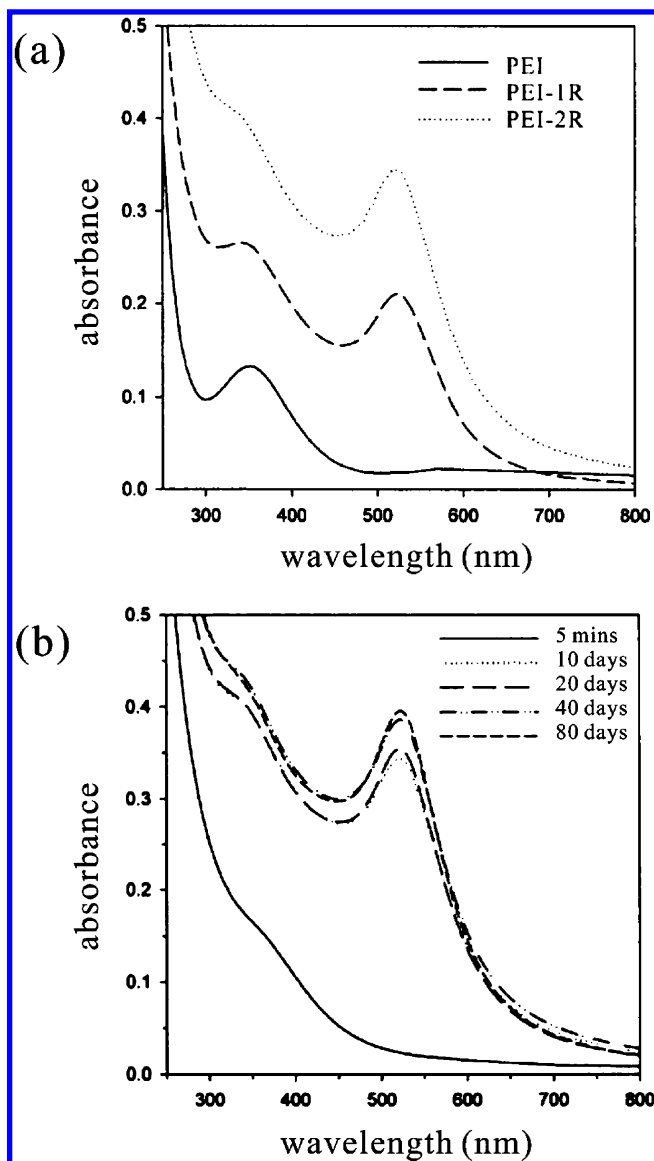 (a)
PEI
PEI-1R
PEI-2R
0.5
0.4
0.3
0.2
0.1
0.0
absorbance
300 400 500 600 700 800
wavelength (nm)
(b)
5 mins
10 days
20 days
40 days
80 days
0.5
0.4
0.3
0.2
0.1
0.0
absorbance
300 400 500 600 700 800
wavelength (nm)